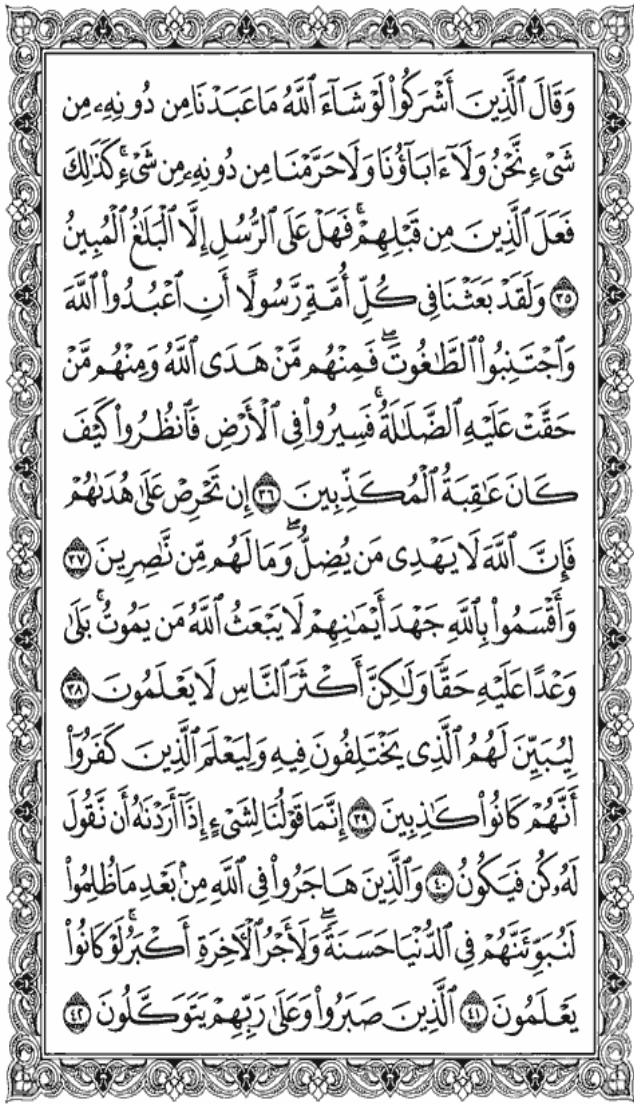 وَقَالَ ٱلَّذِينَ أَشْرَكُوا۟ لَوْ شَآءَ ٱللَّهُ مَا عَبَدْنَا مِن دُونِهِۦ مِن
شَىْءٍ نَّحْنُ وَلَآ ءَابَآؤُنَا وَلَا حَرَّمْنَا مِن دُونِهِۦ مِن شَىْءٍ ۚ كَذَٰلِكَ
فَعَلَ ٱلَّذِينَ مِن قَبْلِهِمْ ۚ فَهَلْ عَلَى ٱلرُّسُلِ إِلَّا ٱلْبَلَٰغُ ٱلْمُبِينُ
٣٥ وَلَقَدْ بَعَثْنَا فِى كُلِّ أُمَّةٍ رَّسُولًا أَنِ ٱعْبُدُوا۟ ٱللَّهَ
وَٱجْتَنِبُوا۟ ٱلطَّٰغُوتَ ۖ فَمِنْهُم مَّنْ هَدَى ٱللَّهُ وَمِنْهُم مَّنْ
حَقَّتْ عَلَيْهِ ٱلضَّلَٰلَةُ ۚ فَسِيرُوا۟ فِى ٱلْأَرْضِ فَٱنظُرُوا۟ كَيْفَ
كَانَ عَٰقِبَةُ ٱلْمُكَذِّبِينَ ٣٦ إِن تَحْرِصْ عَلَىٰ هُدَىٰهُمْ
فَإِنَّ ٱللَّهَ لَا يَهْدِى مَن يُضِلُّ ۖ وَمَا لَهُم مِّن نَّٰصِرِينَ ٣٧
وَأَقْسَمُوا۟ بِٱللَّهِ جَهْدَ أَيْمَٰنِهِمْ لَا يَبْعَثُ ٱللَّهُ مَن يَمُوتُ ۚ بَلَىٰ
وَعْدًا عَلَيْهِ حَقًّا وَلَٰكِنَّ أَكْثَرَ ٱلنَّاسِ لَا يَعْلَمُونَ ٣٨
لِيُبَيِّنَ لَهُمُ ٱلَّذِى يَخْتَلِفُونَ فِيهِ وَلِيَعْلَمَ ٱلَّذِينَ كَفَرُوٓا۟
أَنَّهُمْ كَانُوا۟ كَٰذِبِينَ ٣٩ إِنَّمَا قَوْلُنَا لِشَىْءٍ إِذَآ أَرَدْنَٰهُ أَن نَّقُولَ
لَهُۥ كُن فَيَكُونُ ٤٠ وَٱلَّذِينَ هَاجَرُوا۟ فِى ٱللَّهِ مِنۢ بَعْدِ مَا ظُلِمُوا۟
لَنُبَوِّئَنَّهُمْ فِى ٱلدُّنْيَا حَسَنَةً ۖ وَلَأَجْرُ ٱلْءَاخِرَةِ أَكْبَرُ ۚ لَوْ كَانُوا۟
يَعْلَمُونَ ٤١ ٱلَّذِينَ صَبَرُوا۟ وَعَلَىٰ رَبِّهِمْ يَتَوَكَّلُونَ ٤٢